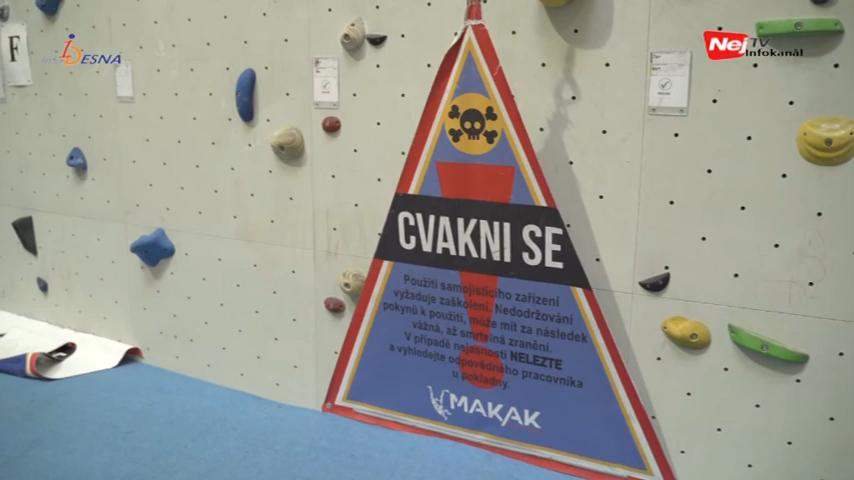 F
DESNÁ
Nej TV
Infokanál
CVAKNI SE
Použití samojistícího zařízení
vyžaduje zaškolení. Nedodržování
pokynů k použití, může mít za následek
vážná, až smrtelná zranění.
V případě nejasností NELEZTE
a vyhledejte odpovědného pracovníka
u pokladny.
MAKAK